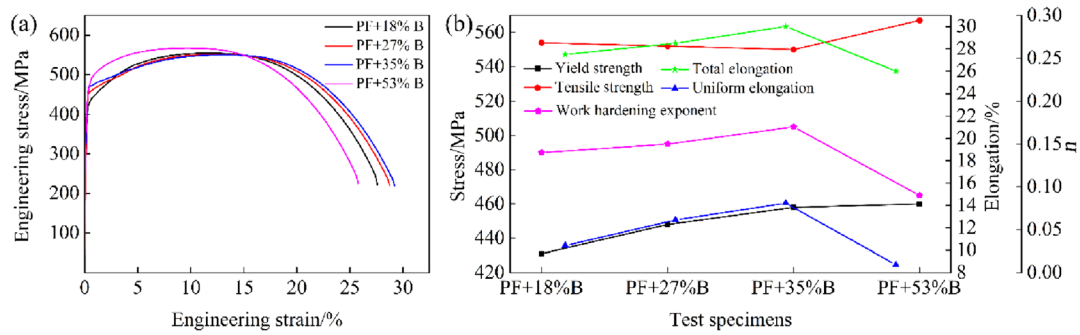 (a)
PF+18% B
PF+27% B
PF+35% B
PF+53% B
Engineering stress/MPa
600
500
400
300
200
100
0 5 10 15 20 25 30
Engineering strain/%
(b)
Stress/MPa
560
540
520
500
480
460
440
420
Yield strength
Total elongation
Tensile strength
Uniform elongation
Work hardening exponent
PF+18%B PF+27%B PF+35%B PF+53%B
Test specimens
30
28
26
24
22
20
18
16
14
12
10
8
Elongation/%
0.30
0.25
0.20
0.15
0.10
0.05
0.00
n